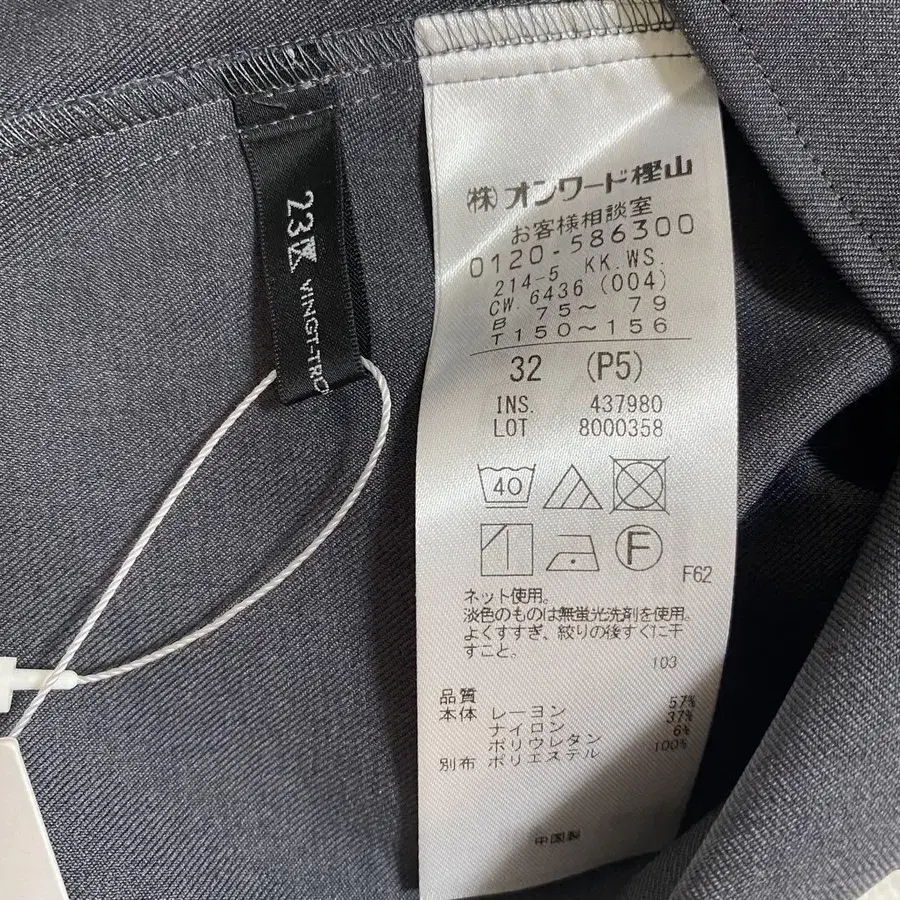 23区
VINGT-TRO
㈱オンワード樫山
お客様相談室
0120-586300
214-5 KK.WS.
CW.6436 (004)
B 75〜 79
T150〜156
32 (P5)
INS. 437980
LOT 8000358
40
F
F62
ネット使用。
淡色のものは無蛍光洗剤を使用。
よくすすぎ、絞りの後すぐに干
すこと。
103
品質
本体 レーヨン 57%
ナイロン 37%
ポリウレタン 6%
別布 ポリエステル 100%
中国製